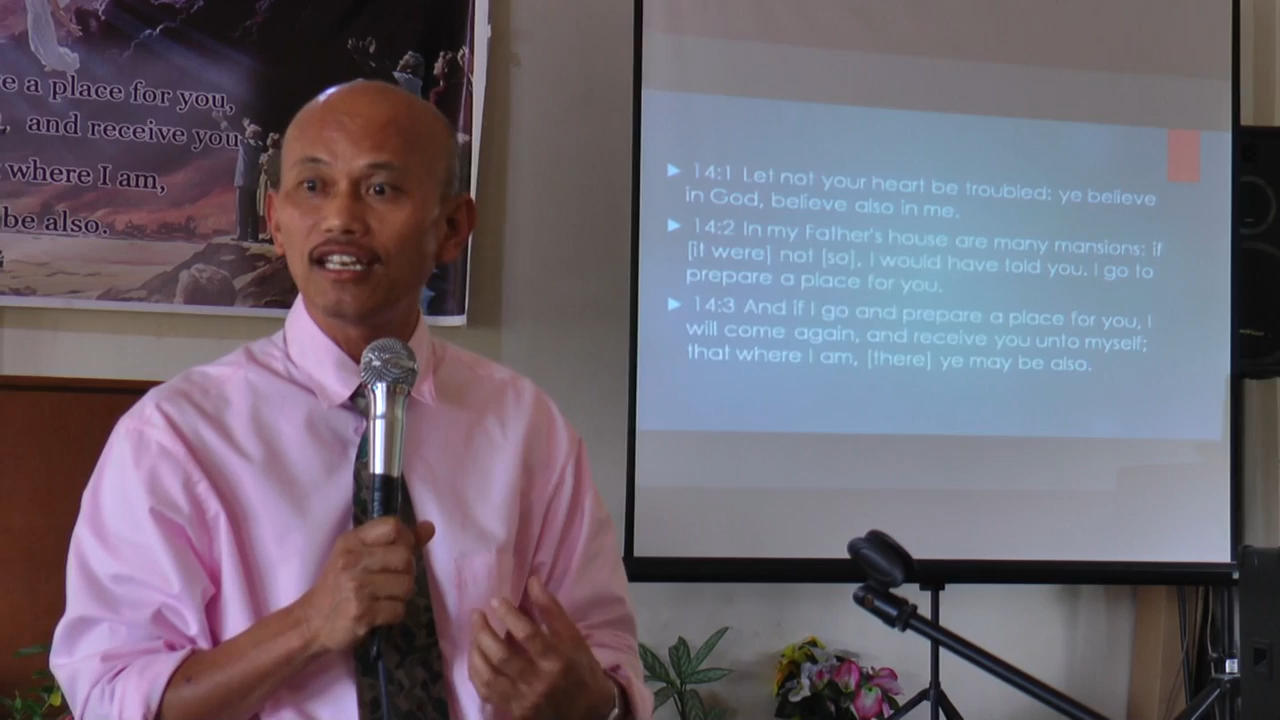 e a place for you,
and receive you
where I am,
be also.
14:1 Let not your heart be troubled: ye believe
in God, believe also in me.
14:2 In my Father's house are many mansions: if
[it were] not [so], I would have told you. I go to
prepare a place for you.
14:3 And if I go and prepare a place for you, I
will come again, and receive you unto myself;
that where I am, [there] ye may be also.